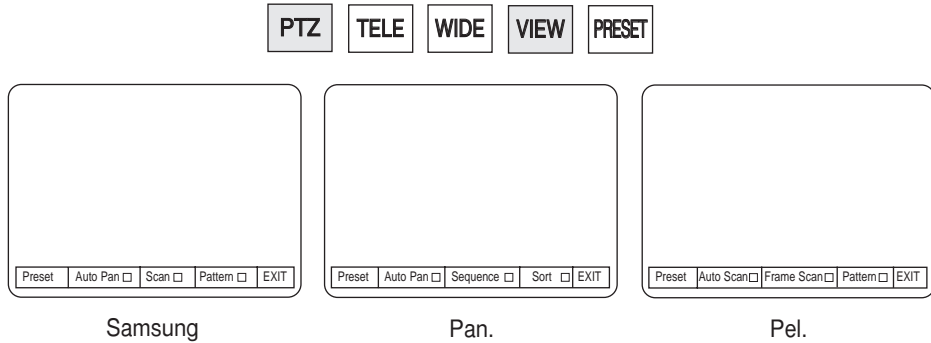 PTZ TELE WIDE VIEW PRESET
Preset Auto Pan □ Scan □ Pattern □ EXIT
Preset Auto Pan □ Sequence □ Sort □ EXIT
Preset Auto Scan □ Frame Scan □ Pattern □ EXIT
Samsung Pan. Pel.